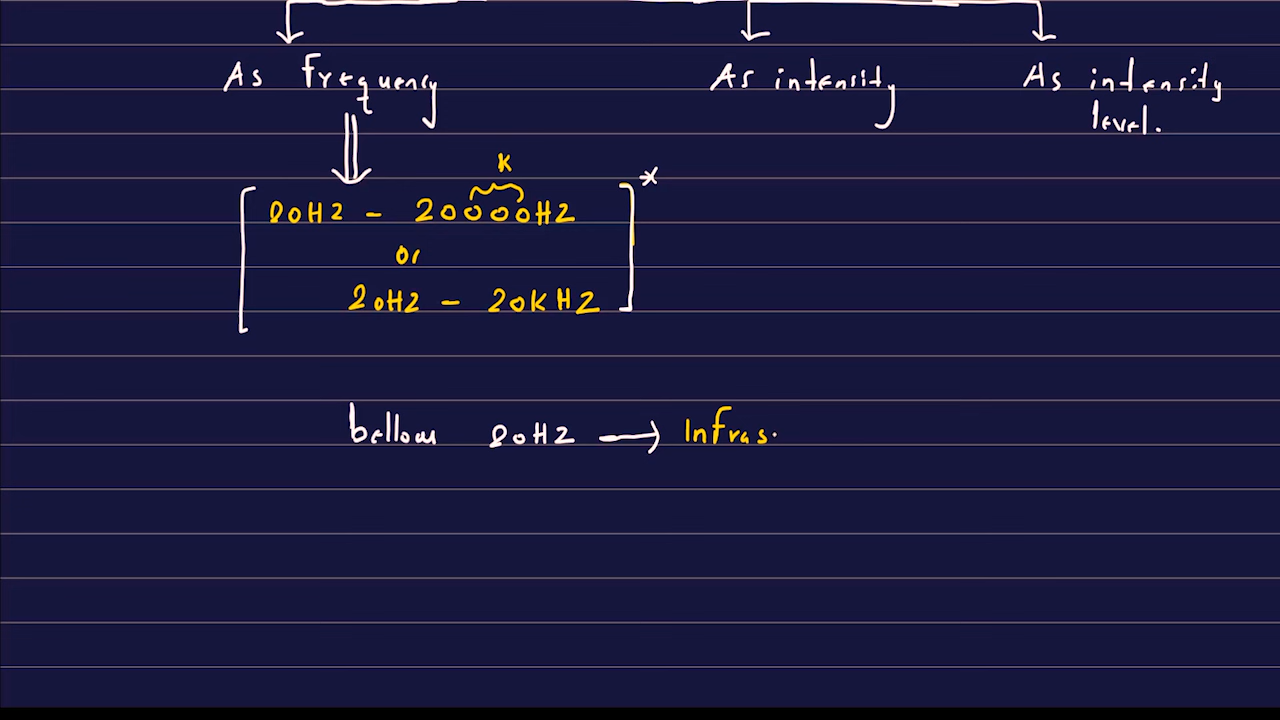 As frequency As intensity As intensity
level.
K
20HZ - 20000HZ *
or
20HZ - 20KHZ
bellow 20HZ → Infras.